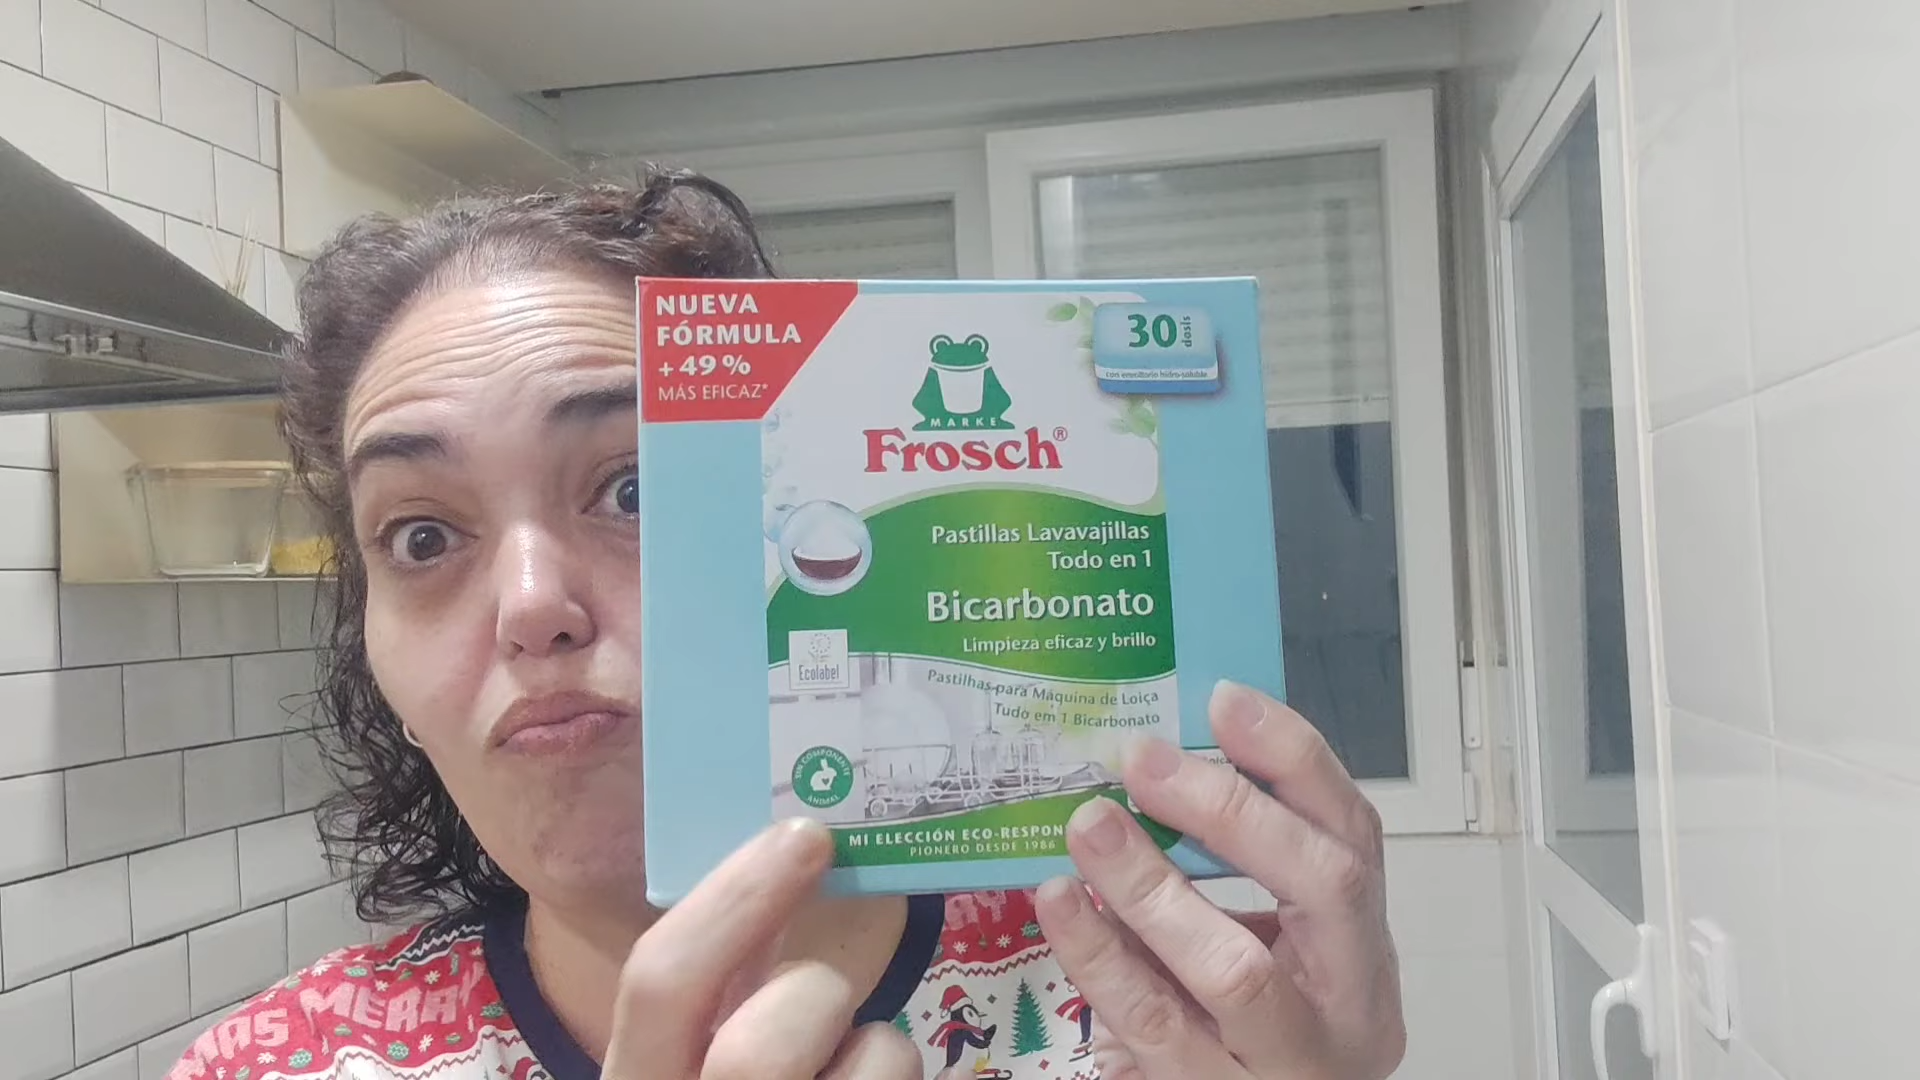 NUEVA
FÓRMULA
+49%
MÁS EFICAZ*
30 dosis
con envoltorio hidro-soluble
MARKE
Frosch®
Pastillas Lavavajillas
Todo en 1
Bicarbonato
Limpieza eficaz y brillo
Ecolabel
Pastilhas para Máquina de Loiça
Tudo em 1 Bicarbonato
SIN COMPONENTE
ANIMAL
MI ELECCIÓN ECO-RESPON
PIONERO DESDE 1986
MERRY
MAS